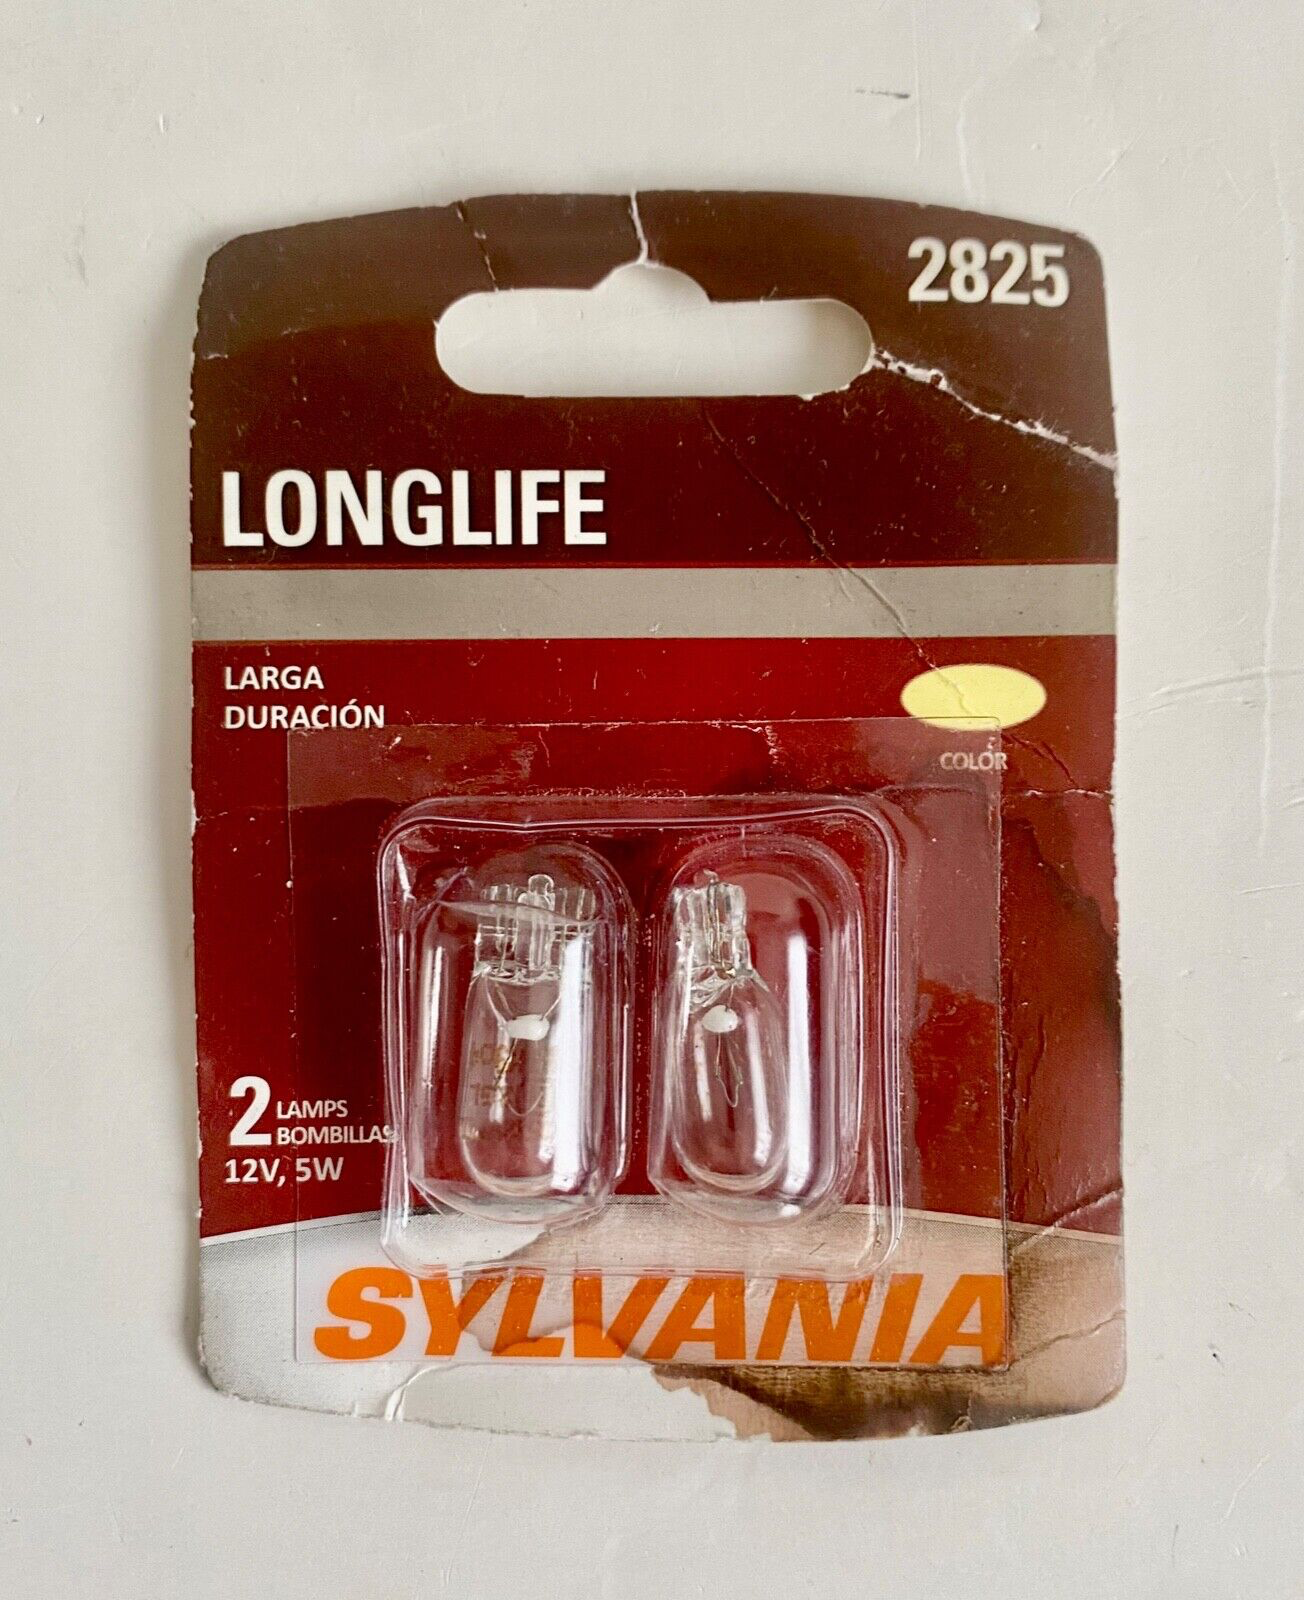 2825
LONGLIFE
LARGA
DURACIÓN
COLOR
2 LAMPS
BOMBILLAS
12V, 5W
SYLVANIA